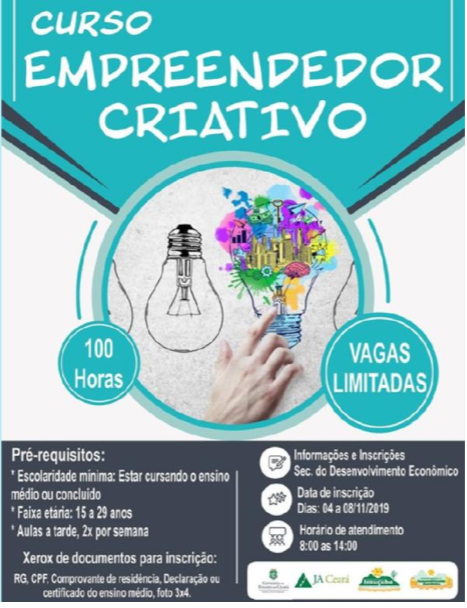 CURSO
EMPREENDEDOR
CRIATIVO
100
Horas
VAGAS
LIMITADAS
Pré-requisitos:
* Escolaridade mínima: Estar cursando o ensino
médio ou concluido
* Faixa etária: 15 a 29 anos
* Aulas a tarde, 2x por semana
Xerox de documentos para inscrição:
RG, CPF, Comprovante de residência, Declaração ou
certificado do ensino médio, foto 3x4.
Informações e Inscrições
Sec. do Desenvolvimento Econômico
Data de inscrição
Dias: 04 a 08/11/2019
Horário de atendimento
8:00 as 14:00
JA Ceará